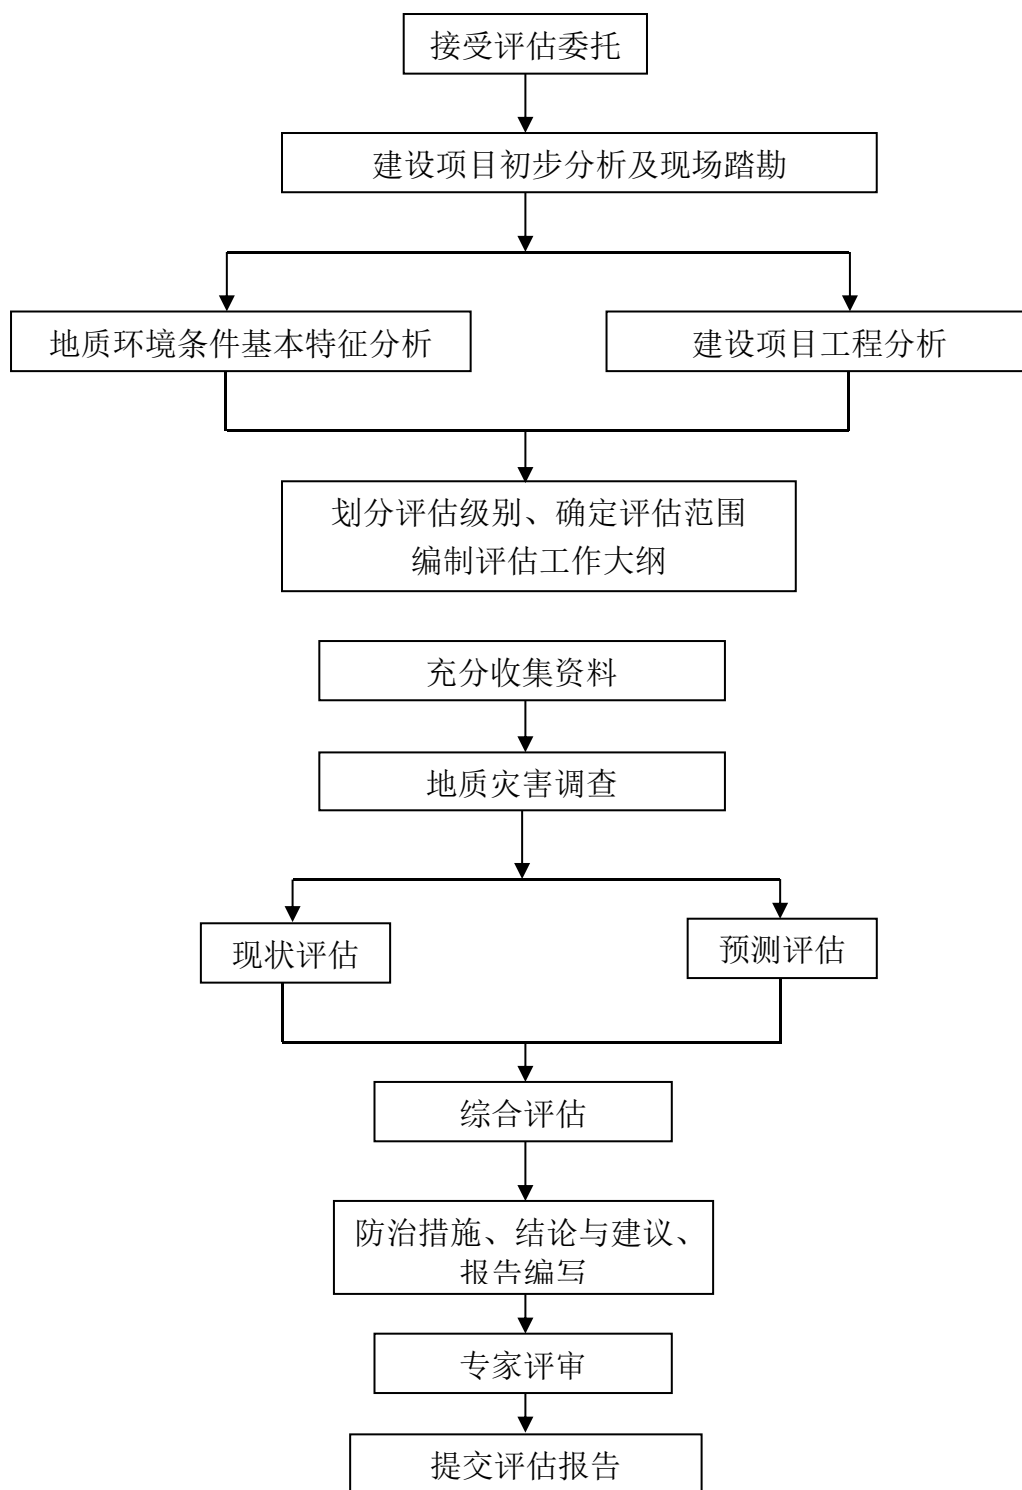 接受评估委托
建设项目初步分析及现场踏勘
地质环境条件基本特征分析
建设项目工程分析
划分评估级别、确定评估范围
编制评估工作大纲
充分收集资料
地质灾害调查
现状评估
预测评估
综合评估
防治措施、结论与建议、
报告编写
专家评审
提交评估报告